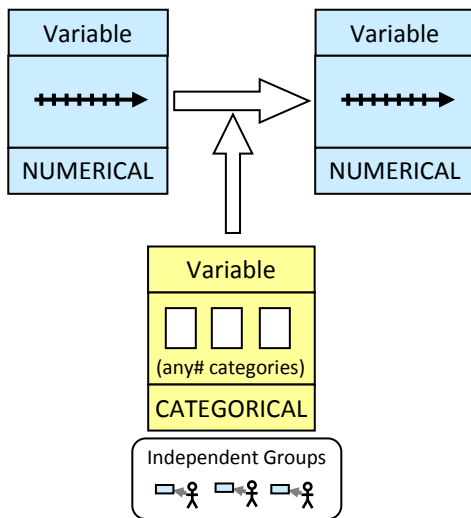 Variable
NUMERICAL
Variable
NUMERICAL
Variable
(any# categories)
CATEGORICAL
Independent Groups